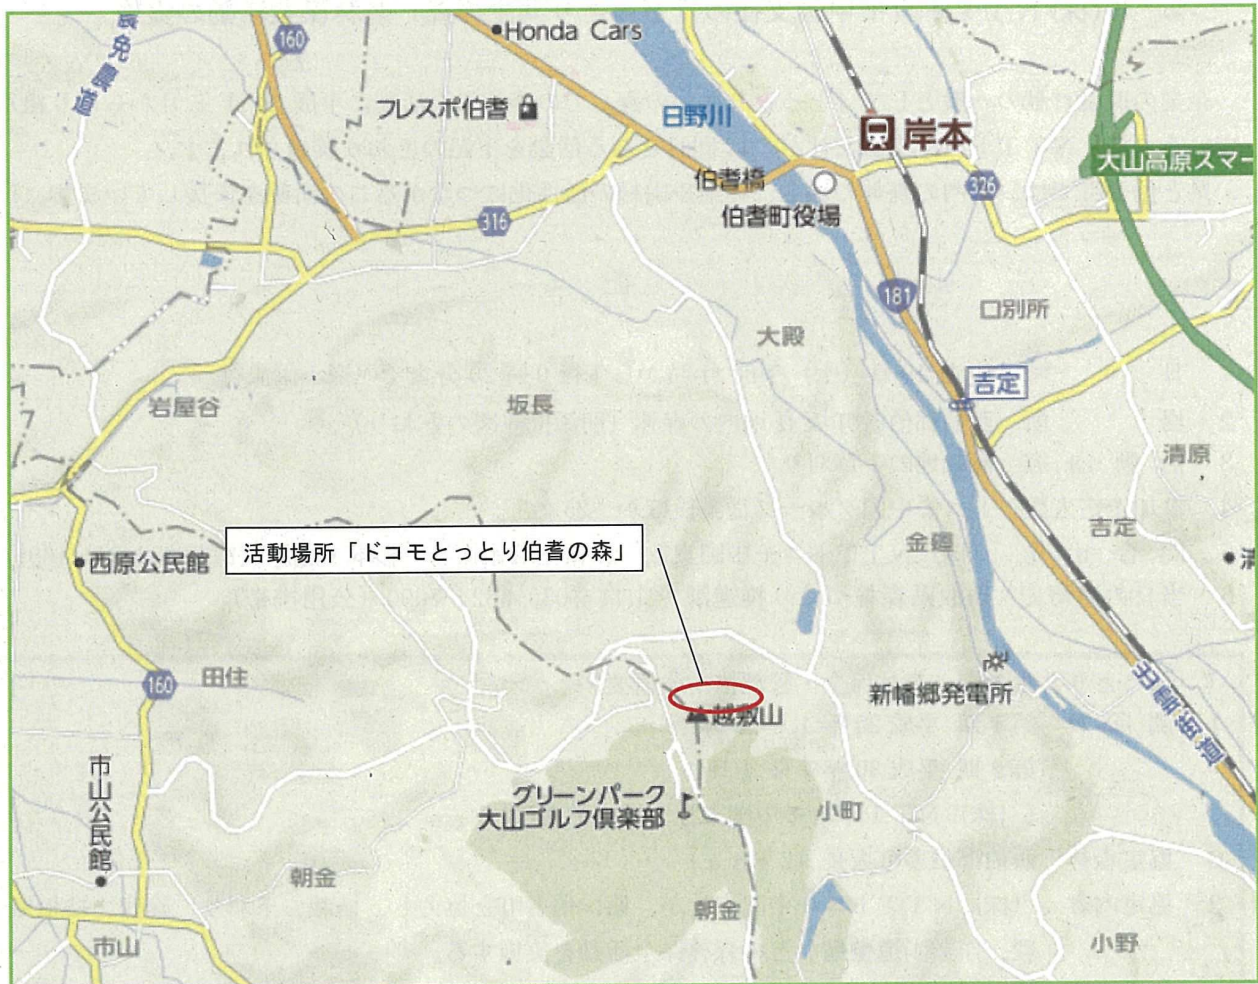 160
Honda Cars
農免農道
フレスポ伯耆
日野川
岸本
大山高原スマー
伯耆橋
326
316
伯耆町役場
181
口別所
大殿
吉定
岩屋谷
坂長
清原
吉定
金廻
活動場所「ドコモとっとり伯耆の森」
西原公民館
田住
160
新幡郷発電所
出雲街道
越敷山
市山公民館
グリーンパーク
大山ゴルフ倶楽部
小町
朝金
朝金
市山
小野